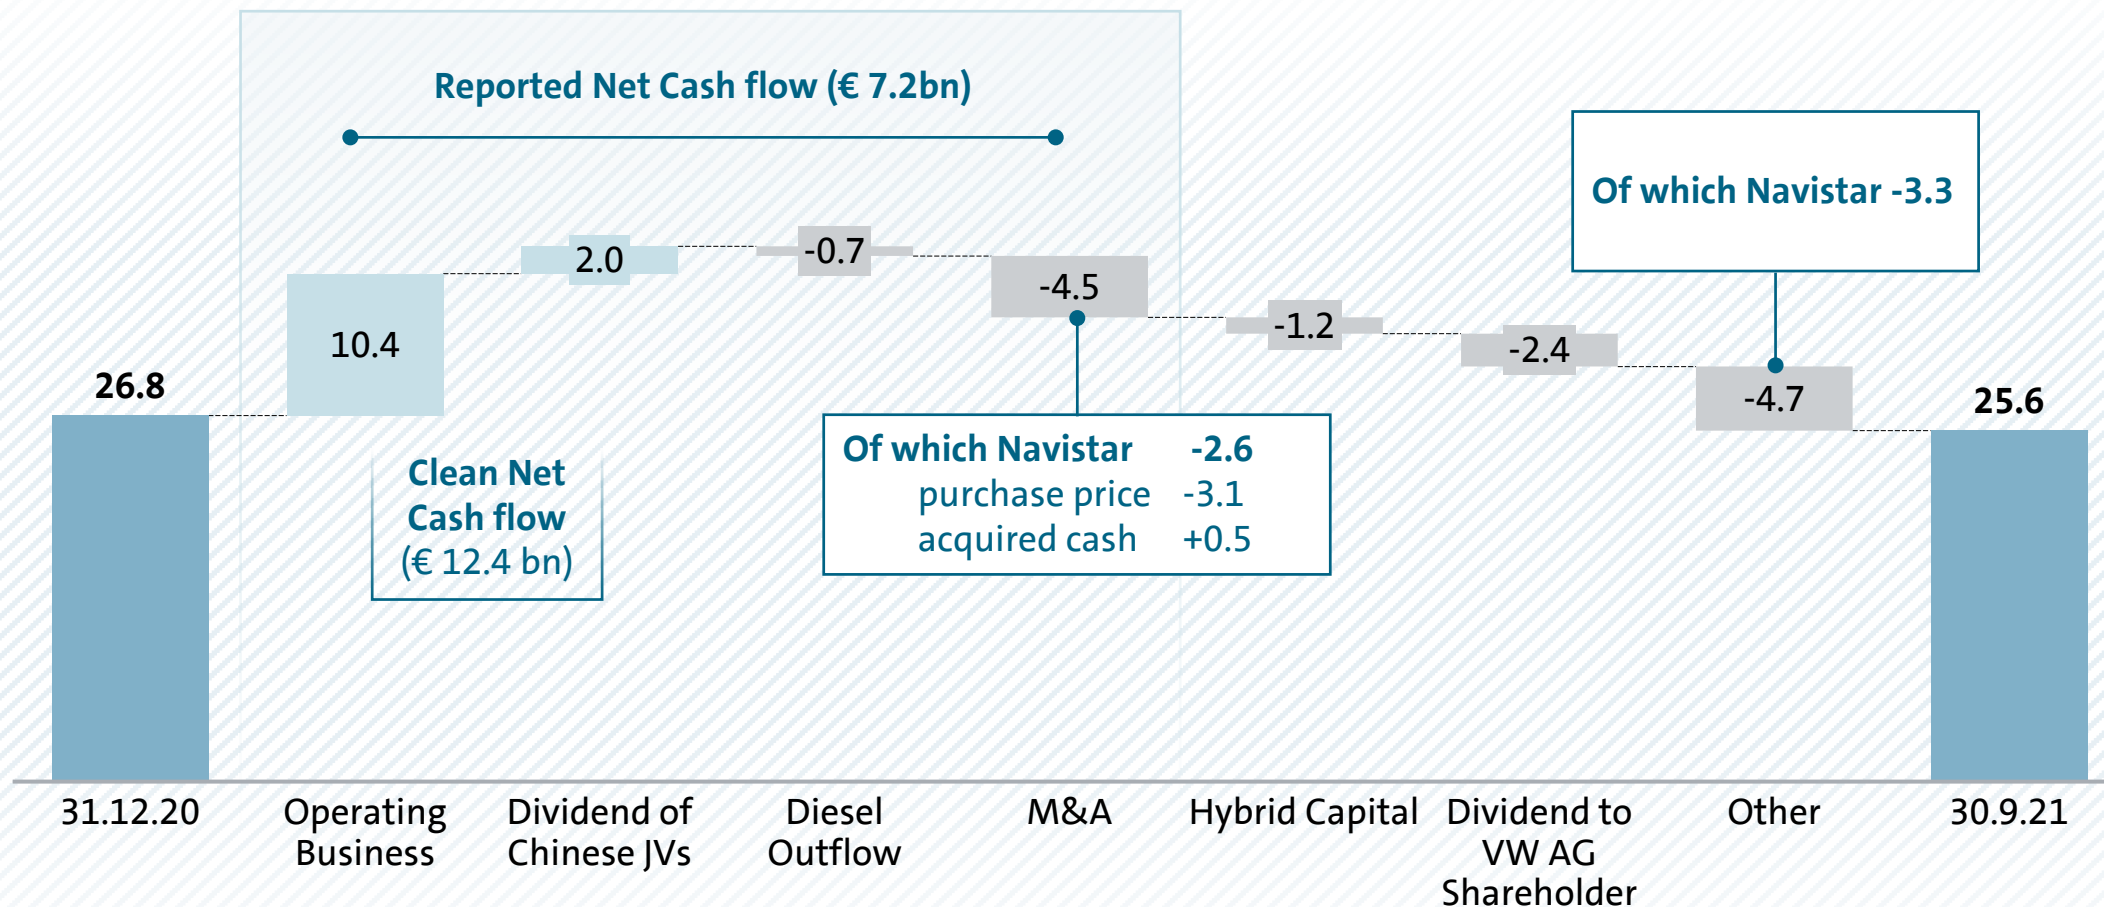 Reported Net Cash flow (€ 7.2bn)
Of which Navistar -3.3
26.8
10.4
2.0
-0.7
-4.5
-1.2
-2.4
-4.7
25.6
Clean Net
Cash flow
(€ 12.4 bn)
Of which Navistar -2.6
purchase price -3.1
acquired cash +0.5
31.12.20
Operating
Business
Dividend of
Chinese JVs
Diesel
Outflow
M&A
Hybrid Capital
Dividend to
VW AG
Shareholder
Other
30.9.21